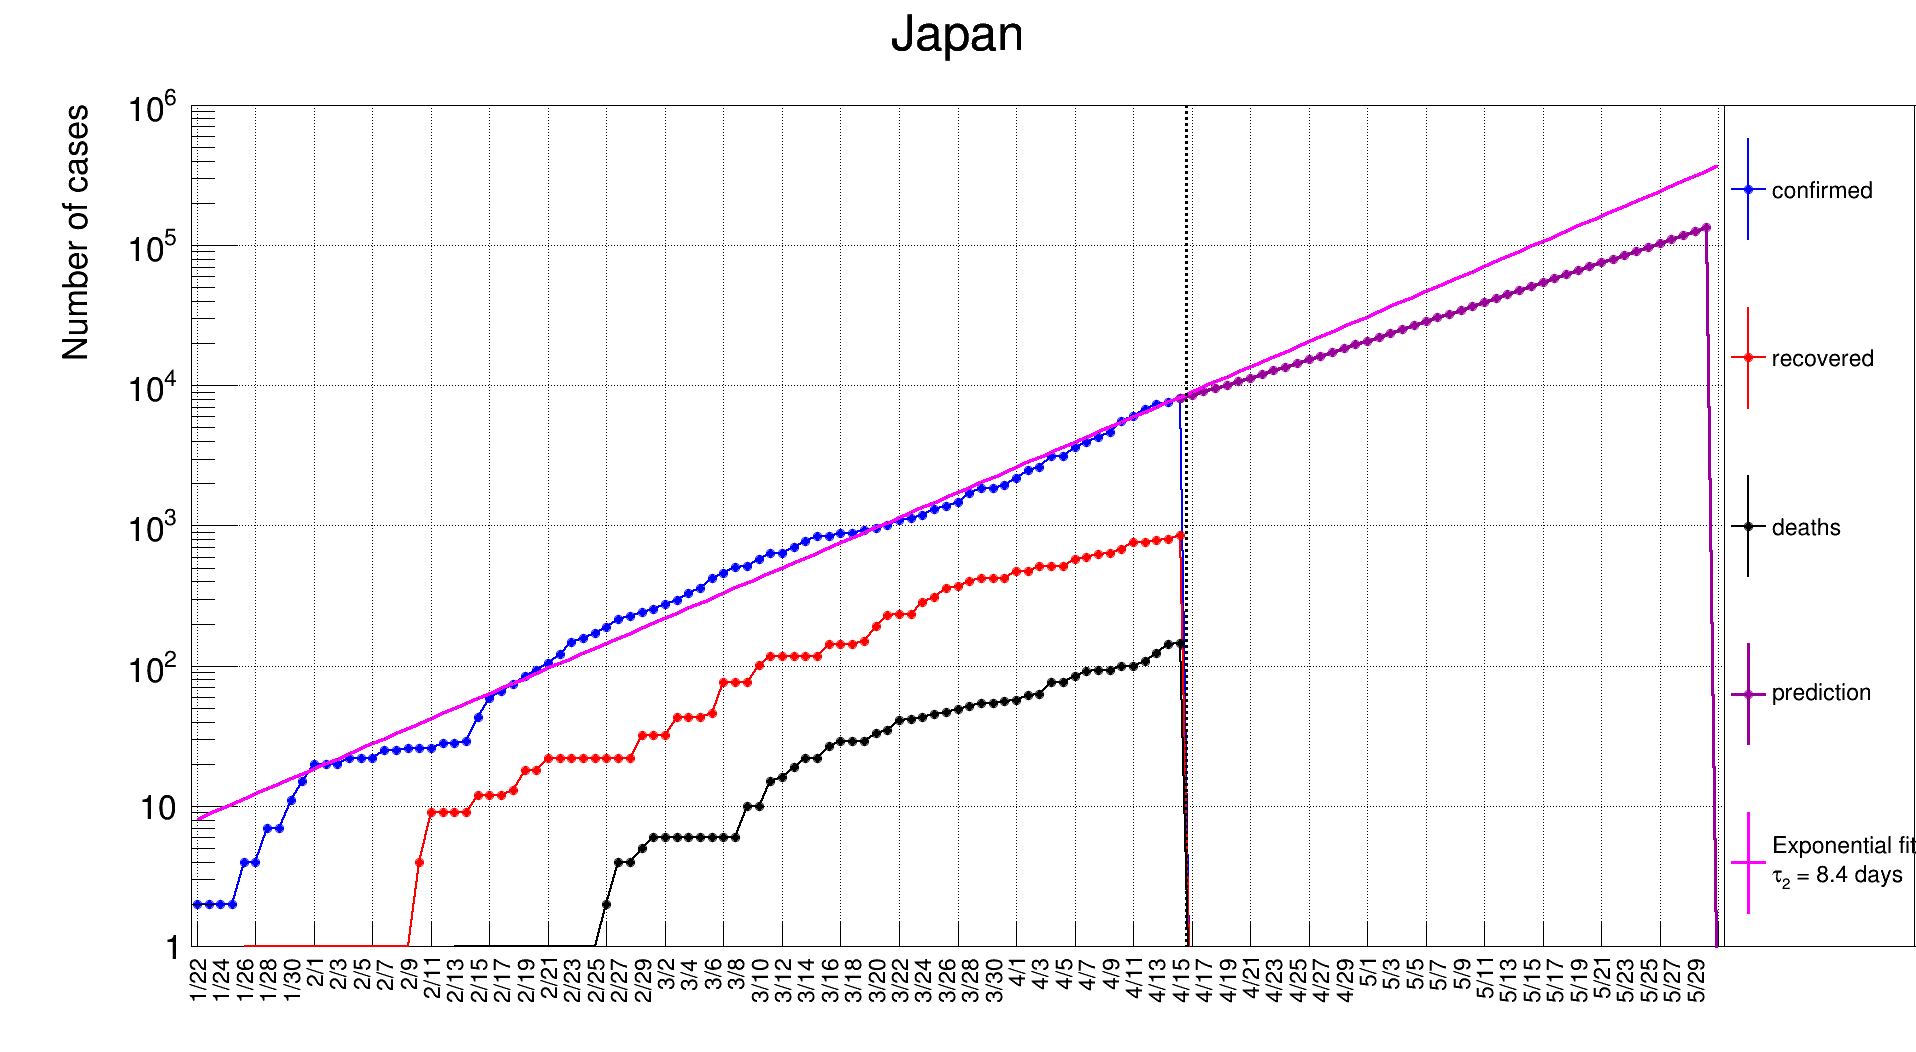 Japan
Number of cases
10^6
10^5
10^4
10^3
10^2
10
1
1/22 1/24 1/26 1/28 1/30 2/1 2/3 2/5 2/7 2/9 2/11 2/13 2/15 2/17 2/19 2/21 2/23 2/25 2/27 2/29 3/2 3/4 3/6 3/8 3/10 3/12 3/14 3/16 3/18 3/20 3/22 3/24 3/26 3/28 3/30 4/1 4/3 4/5 4/7 4/9 4/11 4/13 4/15 4/17 4/19 4/21 4/23 4/25 4/27 4/29 5/1 5/3 5/5 5/7 5/9 5/11 5/13 5/15 5/17 5/19 5/21 5/23 5/25 5/27 5/29
confirmed
recovered
deaths
prediction
Exponential fit
τ₂ = 8.4 days